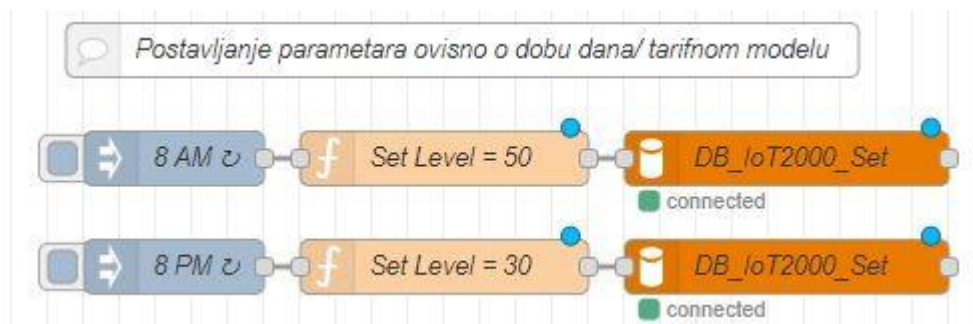 Postavljanje parametara ovisno o dobu dana/ tarifnom modelu
8 AM ↻ f Set Level = 50 DB_IoT2000_Set
connected
8 PM ↻ f Set Level = 30 DB_IoT2000_Set
connected